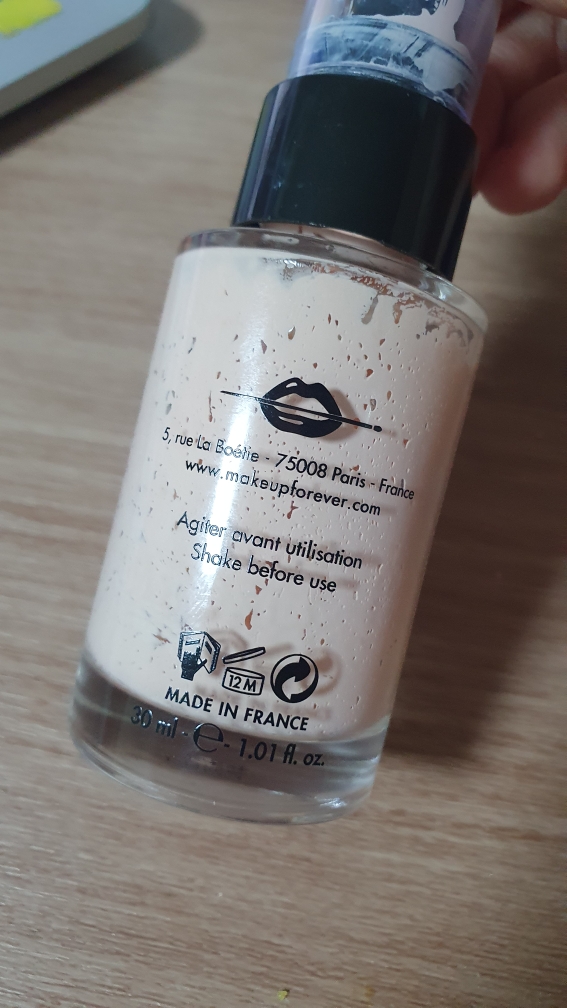 5, rue La Boétie - 75008 Paris - France
www.makeupforever.com
Agiter avant utilisation
Shake before use
12 M
MADE IN FRANCE
30 ml - e - 1.01 fl. oz.